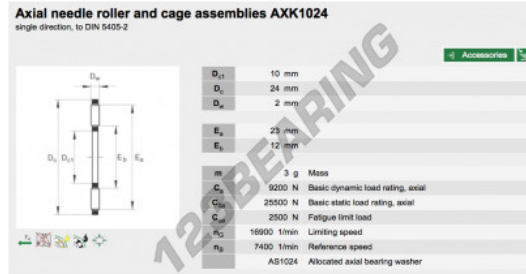 Axial needle roller and cage assemblies AXK1024
single direction, to DIN 5405-2
Accessories
Dw
Dc Dc1 Eb Ea
Dc1 10 mm
Dc 24 mm
Dw 2 mm
Ea 23 mm
Eb 12 mm
m 3 g Mass
Ca 9200 N Basic dynamic load rating, axial
C0a 25500 N Basic static load rating, axial
Cua 2500 N Fatigue limit load
nG 16900 1/min Limiting speed
nB 7400 1/min Reference speed
AS1024 Allocated axial bearing washer
123BEARING